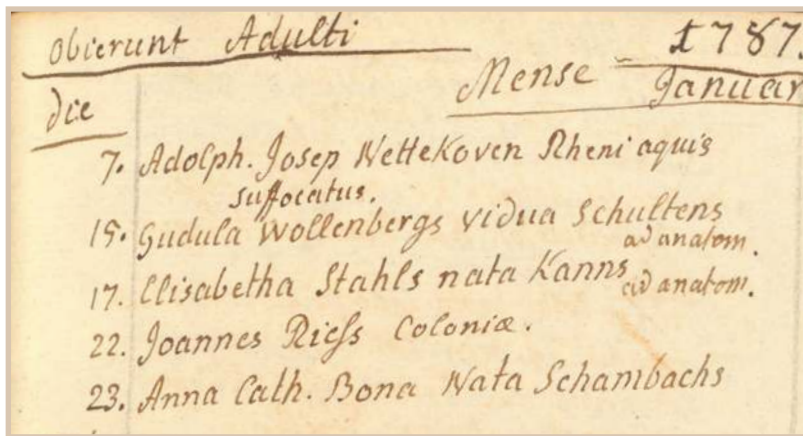 obierunt Adulti 1787.
die Mense Januar
7. Adolph. Josep Nettekoven Rheni aquis
suffocatus.
15. Gudula Wollenbergs vidua Schultens
ad anatom.
17. Elisabetha Stahls nata Kanns
ad anatom.
22. Joannes Riess Coloniæ.
23. Anna Cath. Bona Nata Schambachs